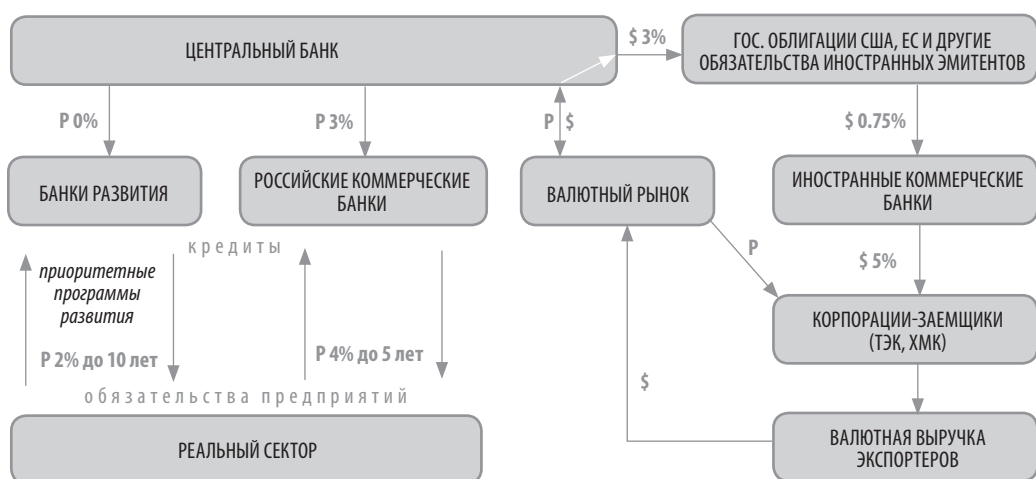 ЦЕНТРАЛЬНЫЙ БАНК
$ 3%
ГОС. ОБЛИГАЦИИ США, ЕС И ДРУГИЕ
ОБЯЗАТЕЛЬСТВА ИНОСТРАННЫХ ЭМИТЕНТОВ
Р 0%
Р 3%
Р $
$ 0.75%
БАНКИ РАЗВИТИЯ
РОССИЙСКИЕ КОММЕРЧЕСКИЕ
БАНКИ
ВАЛЮТНЫЙ РЫНОК
ИНОСТРАННЫЕ КОММЕРЧЕСКИЕ
БАНКИ
кредиты
приоритетные
программы
развития
Р
$ 5%
КОРПОРАЦИИ-ЗАЕМЩИКИ
(ТЭК, ХМК)
Р 2% до 10 лет
Р 4% до 5 лет
$
обязательства предприятий
РЕАЛЬНЫЙ СЕКТОР
ВАЛЮТНАЯ ВЫРУЧКА
ЭКСПОРТЕРОВ